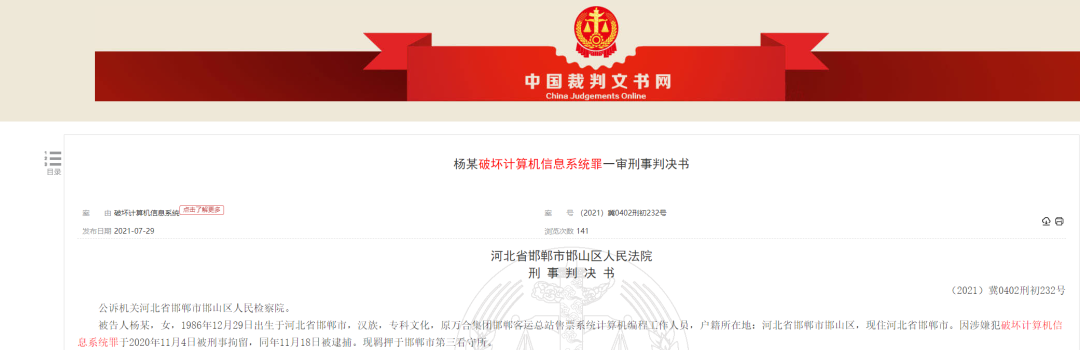 中国裁判文书网
China Judgements Online
目录
杨某破坏计算机信息系统罪一审刑事判决书
案 由 破坏计算机信息系统 点击了解更多
案 号 （2021）冀0402刑初232号
发布日期 2021-07-29
浏览次数 141
河北省邯郸市邯山区人民法院
刑 事 判 决 书
（2021）冀0402刑初232号
公诉机关河北省邯郸市邯山区人民检察院。
被告人杨某，女，1986年12月29日出生于河北省邯郸市，汉族，专科文化，原万合集团邯郸客运总站售票系统计算机编程工作人员，户籍所在地：河北省邯郸市邯山区，现住河北省邯郸市。因涉嫌犯破坏计算机信
息系统罪于2020年11月4日被刑事拘留，同年11月18日被逮捕。现羁押于邯郸市第三看守所。